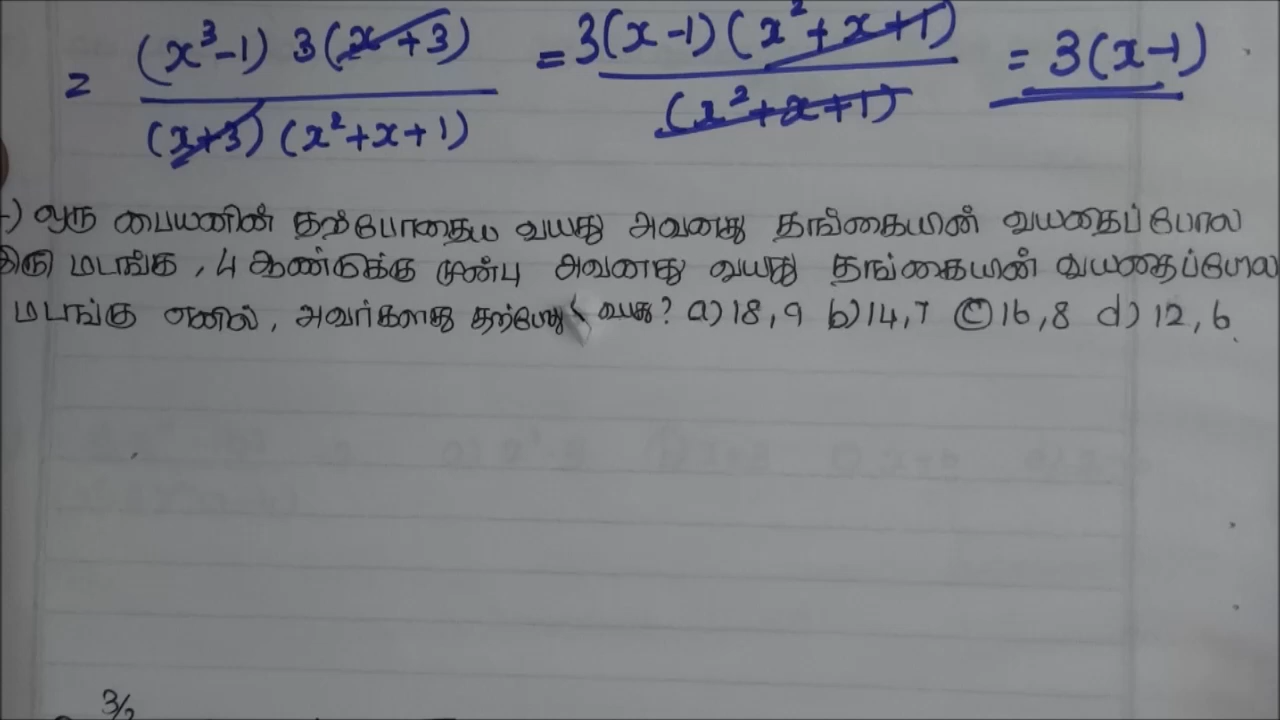 = (x³-1) 3(x+3) / (x+3) (x²+x+1) = 3(x-1) (x²+x+1) / (x²+x+1) = 3(x-1)
ஒரு பையனின் தற்போதைய வயது அவனது தங்கையின் வயதைப் போல
இரு மடங்கு, 4 ஆண்டுக்கு முன்பு அவனது வயது தங்கையின் வயதைப்போல
மடங்கு எனில், அவர்களது வயது? a) 18, 9 b) 14, 7 c) 16, 8 d) 12, 6
3/2